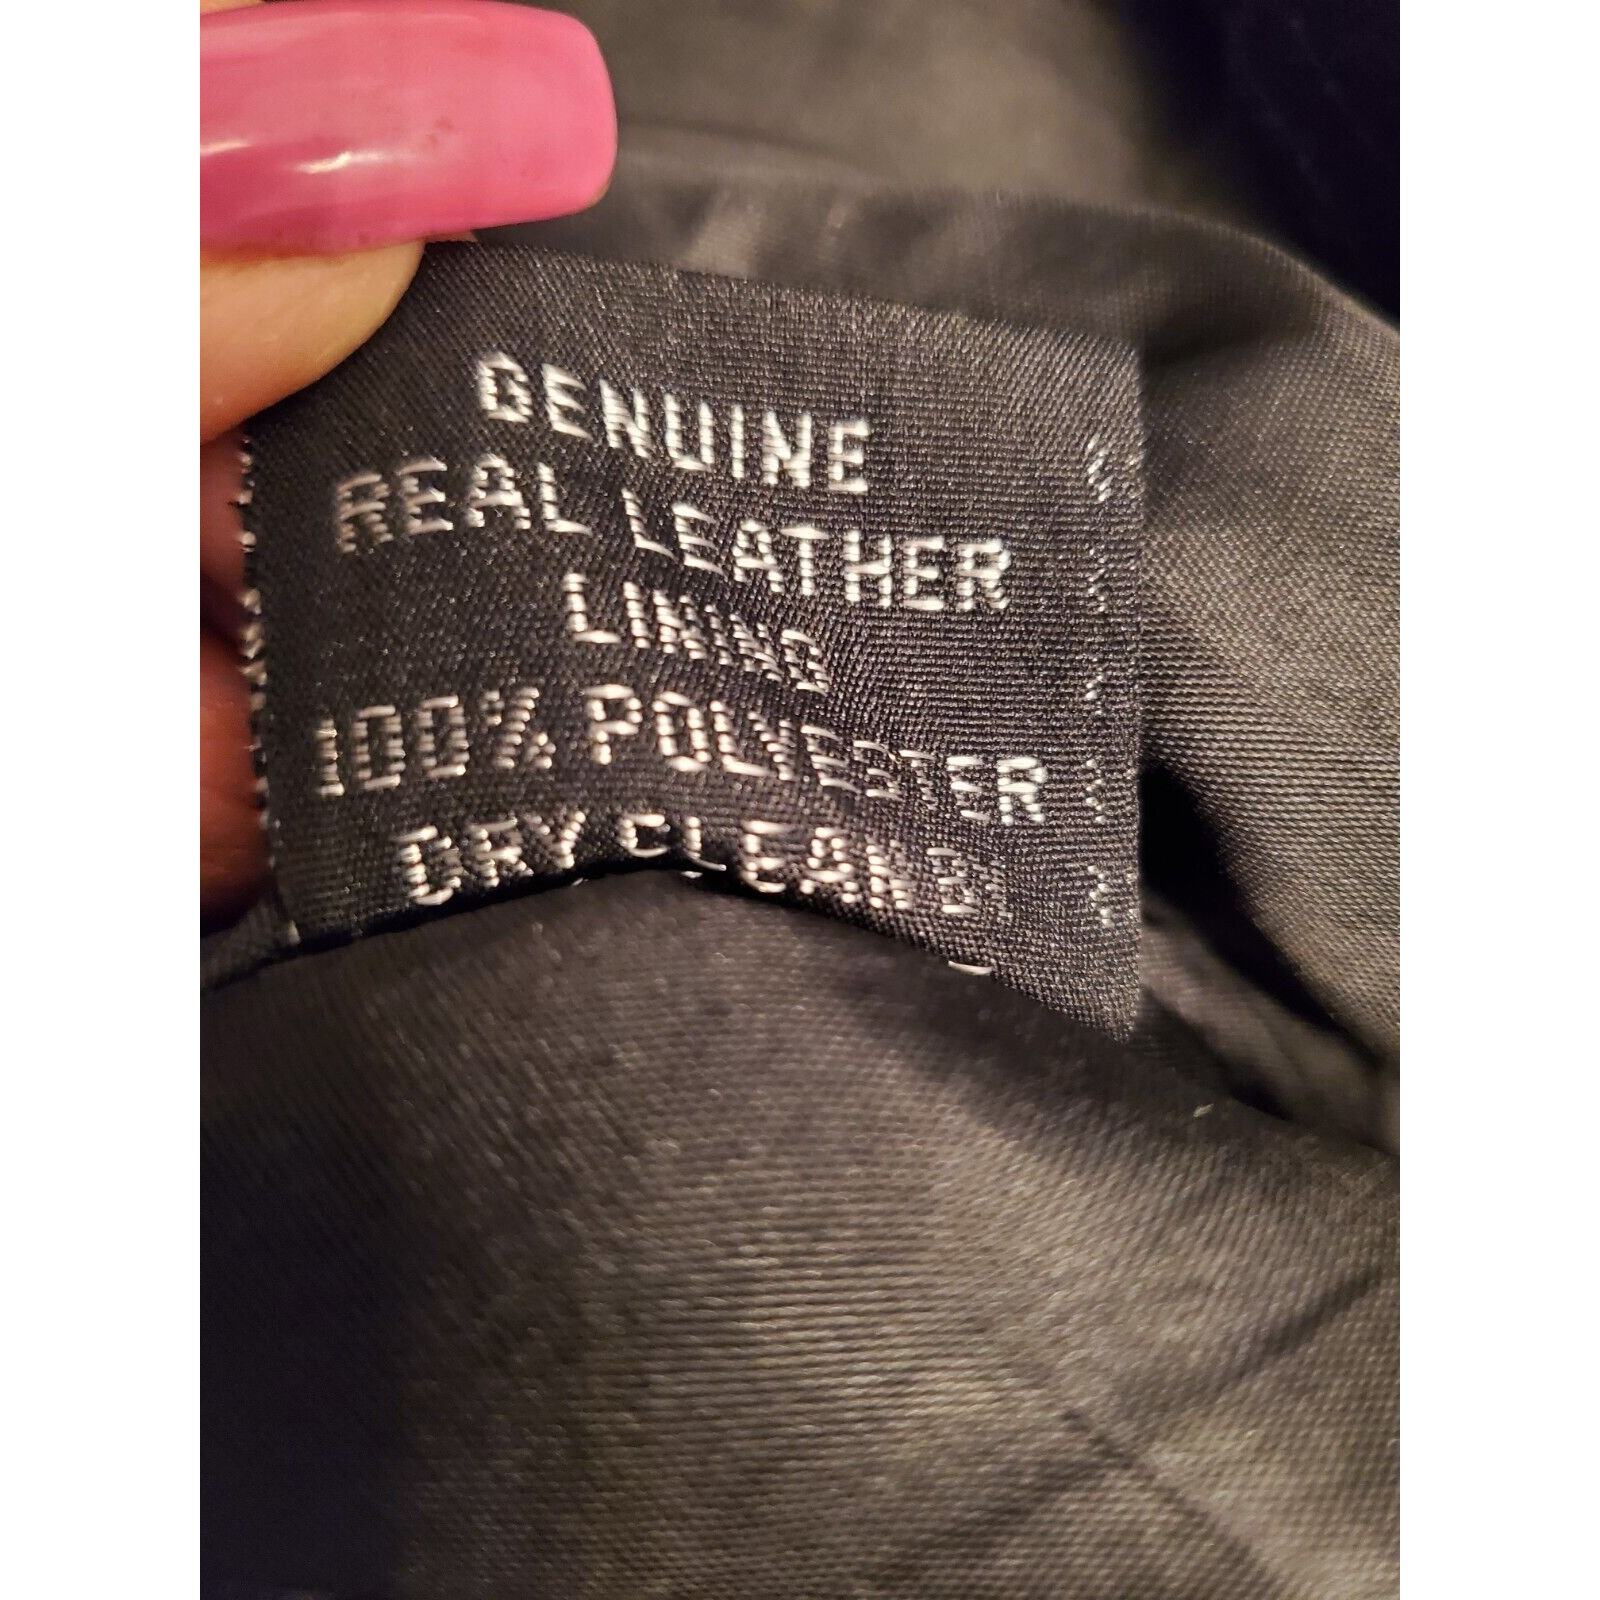 GENUINE
REAL LEATHER
LINING
100% POLYESTER
DRY CLEAN